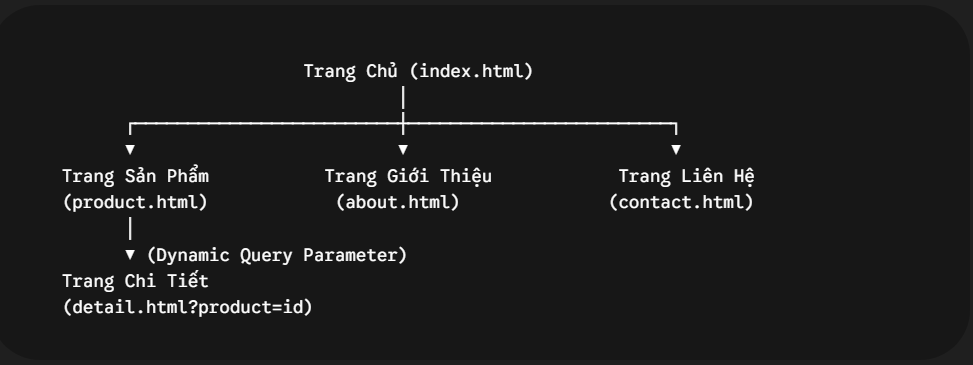 Trang Chủ (index.html)
Trang Sản Phẩm
Trang Giới Thiệu
Trang Liên Hệ
(product.html)
(about.html)
(contact.html)
(Dynamic Query Parameter)
Trang Chi Tiết
(detail.html?product=id)